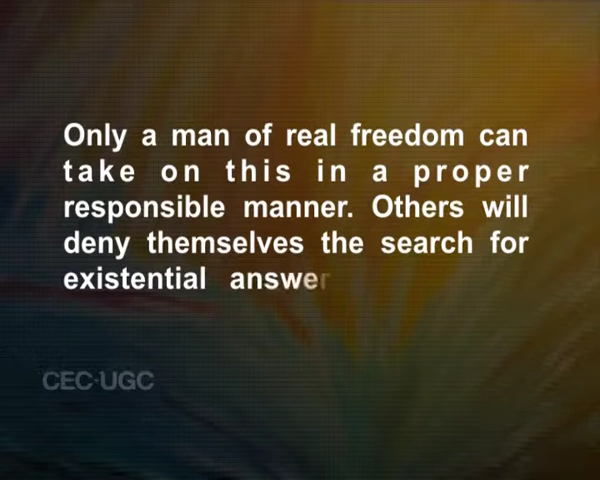 Only a man of real freedom can
take on this in a proper
responsible manner. Others will
deny themselves the search for
existential answer
CEC-UGC